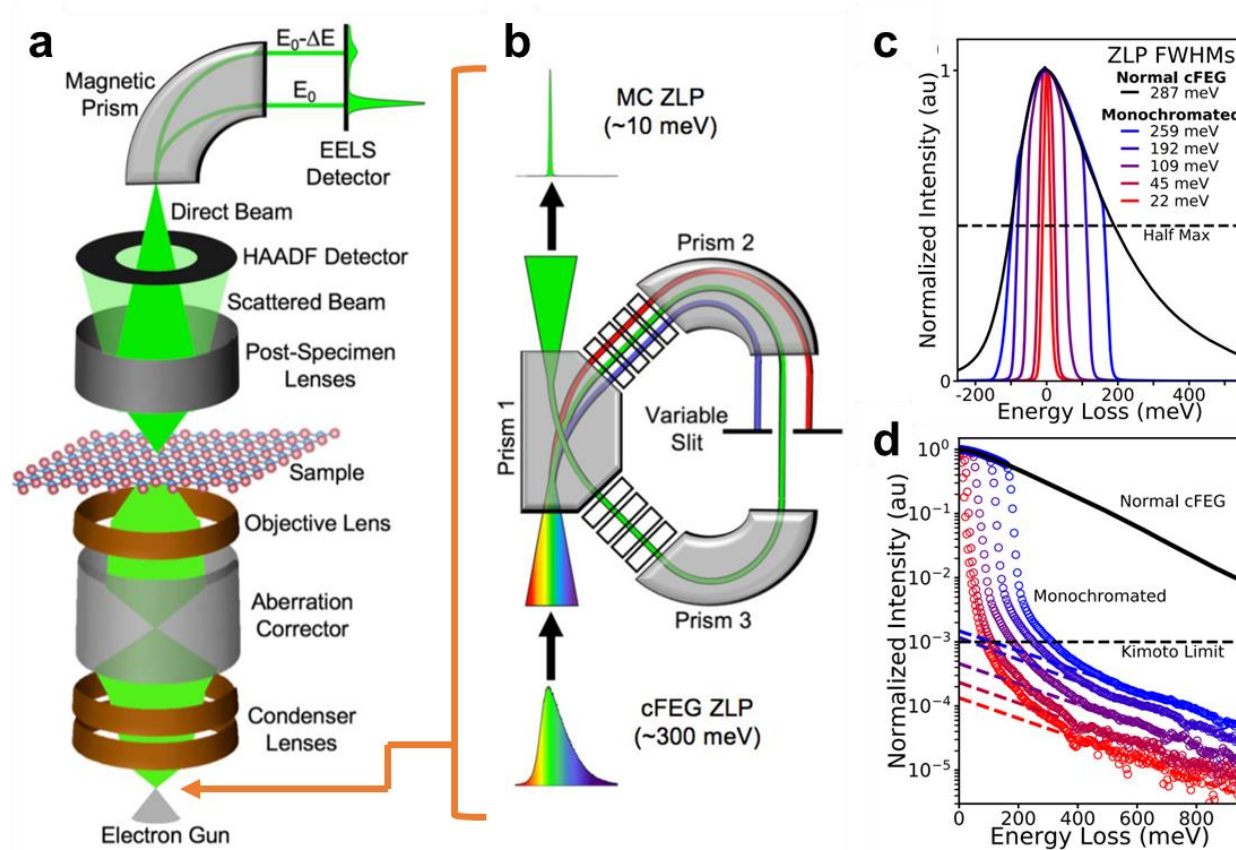 a
E₀-ΔE
Magnetic
Prism
E₀
EELS
Detector
Direct Beam
HAADF Detector
Scattered Beam
Post-Specimen
Lenses
Sample
Objective Lens
Aberration
Corrector
Condenser
Lenses
Electron Gun
b
MC ZLP
(~10 meV)
Prism 2
Prism 1
Variable
Slit
Prism 3
cFEG ZLP
(~300 meV)
c
ZLP FWHMs
Normal cFEG
287 meV
Monochromated
259 meV
192 meV
109 meV
45 meV
22 meV
Half Max
Normalized Intensity (au)
1
0
-200 0 200 400
Energy Loss (meV)
d
Normalized Intensity (au)
10⁰
10⁻¹
10⁻²
10⁻³
10⁻⁴
10⁻⁵
Normal cFEG
Monochromated
Kimoto Limit
0 200 400 600 800
Energy Loss (meV)